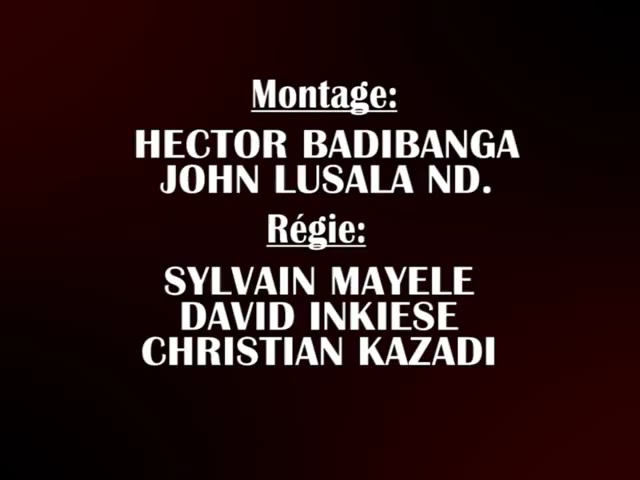 Montage:
HECTOR BADIBANGA
JOHN LUSALA ND.
Régie:
SYLVAIN MAYELE
DAVID INKIESE
CHRISTIAN KAZADI